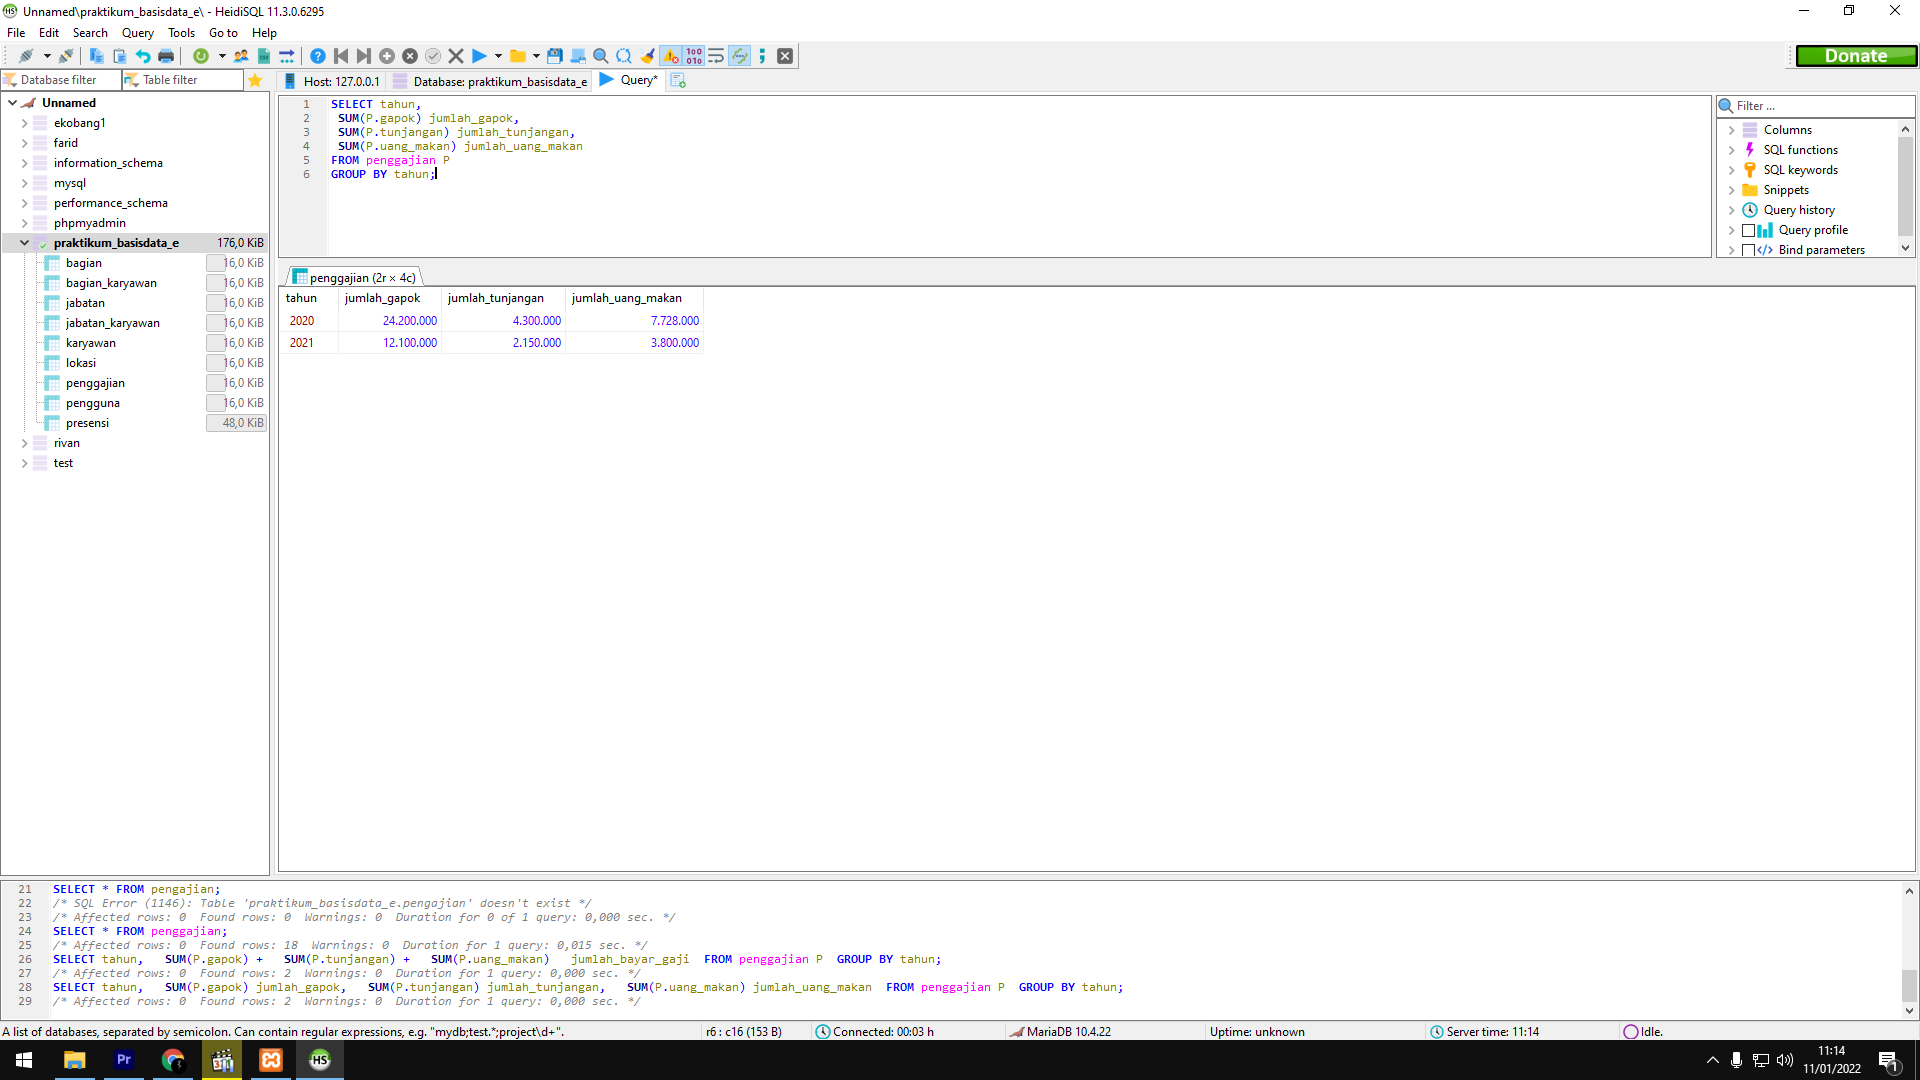 Unnamed\praktikum_basisdata_e\ - HeidiSQL 11.3.0.6295
File Edit Search Query Tools Go to Help
Donate
Database filter Table filter Host: 127.0.0.1 Database: praktikum_basisdata_e Query*
Unnamed
ekobang1
farid
information_schema
mysql
performance_schema
phpmyadmin
praktikum_basisdata_e 176,0 KiB
bagian 16,0 KiB
bagian_karyawan 16,0 KiB
jabatan 16,0 KiB
jabatan_karyawan 16,0 KiB
karyawan 16,0 KiB
lokasi 16,0 KiB
penggajian 16,0 KiB
pengguna 16,0 KiB
presensi 48,0 KiB
rivan
test
1 SELECT tahun,
2 SUM(P.gapok) jumlah_gapok,
3 SUM(P.tunjangan) jumlah_tunjangan,
4 SUM(P.uang_makan) jumlah_uang_makan
5 FROM penggajian P
6 GROUP BY tahun;
Filter ...
Columns
SQL functions
SQL keywords
Snippets
Query history
Query profile
Bind parameters
penggajian (2r × 4c)
tahun jumlah_gapok jumlah_tunjangan jumlah_uang_makan
2020 24.200.000 4.300.000 7.728.000
2021 12.100.000 2.150.000 3.800.000
21 SELECT * FROM pengajian;
22 /* SQL Error (1146): Table 'praktikum_basisdata_e.pengajian' doesn't exist */
23 /* Affected rows: 0 Found rows: 0 Warnings: 0 Duration for 0 of 1 query: 0,000 sec. */
24 SELECT * FROM penggajian;
25 /* Affected rows: 0 Found rows: 18 Warnings: 0 Duration for 1 query: 0,015 sec. */
26 SELECT tahun, SUM(P.gapok) + SUM(P.tunjangan) + SUM(P.uang_makan) jumlah_bayar_gaji FROM penggajian P GROUP BY tahun;
27 /* Affected rows: 0 Found rows: 2 Warnings: 0 Duration for 1 query: 0,000 sec. */
28 SELECT tahun, SUM(P.gapok) jumlah_gapok, SUM(P.tunjangan) jumlah_tunjangan, SUM(P.uang_makan) jumlah_uang_makan FROM penggajian P GROUP BY tahun;
29 /* Affected rows: 0 Found rows: 2 Warnings: 0 Duration for 1 query: 0,000 sec. */
A list of databases, separated by semicolon. Can contain regular expressions, e.g. "mydb;test.*;project\d+". r6 : c16 (153 B) Connected: 00:03 h MariaDB 10.4.22 Uptime: unknown Server time: 11:14 Idle.
Pr HS
11:14
11/01/2022
1